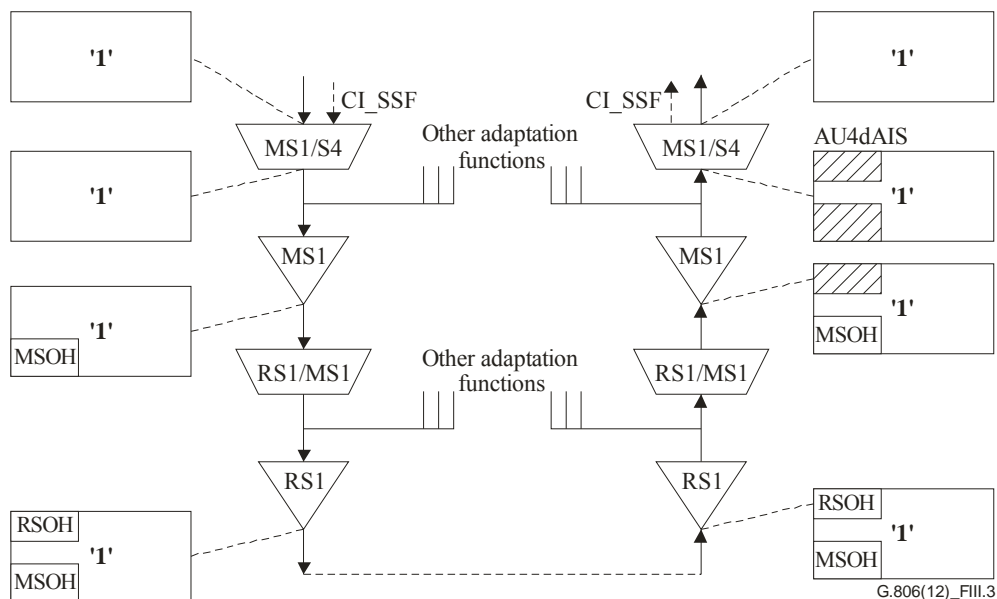 '1'
'1'
CI_SSF
CI_SSF
MS1/S4
Other adaptation
functions
MS1/S4
AU4dAIS
'1'
'1'
MS1
MS1
'1'
MSOH
'1'
MSOH
RS1/MS1
Other adaptation
functions
RS1/MS1
RS1
RS1
RSOH
'1'
MSOH
RSOH
'1'
MSOH
G.806(12)_FIII.3